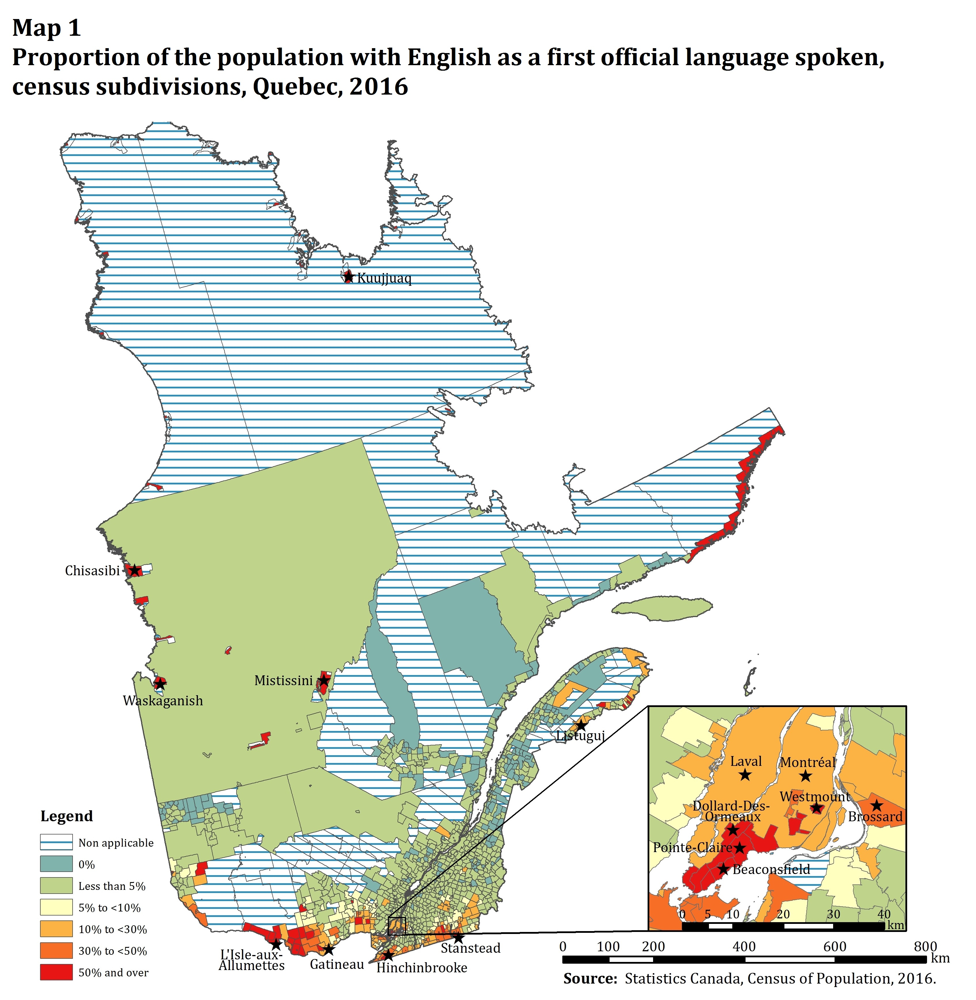 Map 1
Proportion of the population with English as a first official language spoken,
census subdivisions, Quebec, 2016
Kuujjuaq
Chisasibi
Mistissini
Waskaganish
Listuguj
Laval
Montréal
Westmount
Dollard-Des-
Ormeaux
Brossard
Pointe-Claire
Beaconsfield
0 5 10 20 30 40
km
Legend
Non applicable
0%
Less than 5%
5% to <10%
10% to <30%
30% to <50%
50% and over
L'Isle-aux-
Allumettes
Gatineau
Hinchinbrooke
Stanstead
0 100 200 400 600 800
km
Source: Statistics Canada, Census of Population, 2016.